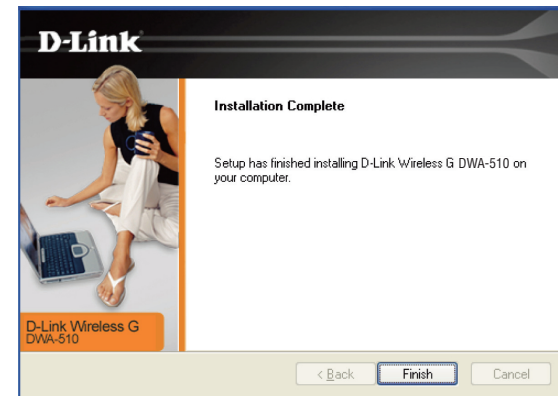 D-Link
Installation Complete
Setup has finished installing D-Link Wireless G DWA-510 on
your computer.
D-Link Wireless G
DWA-510
< Back
Finish
Cancel